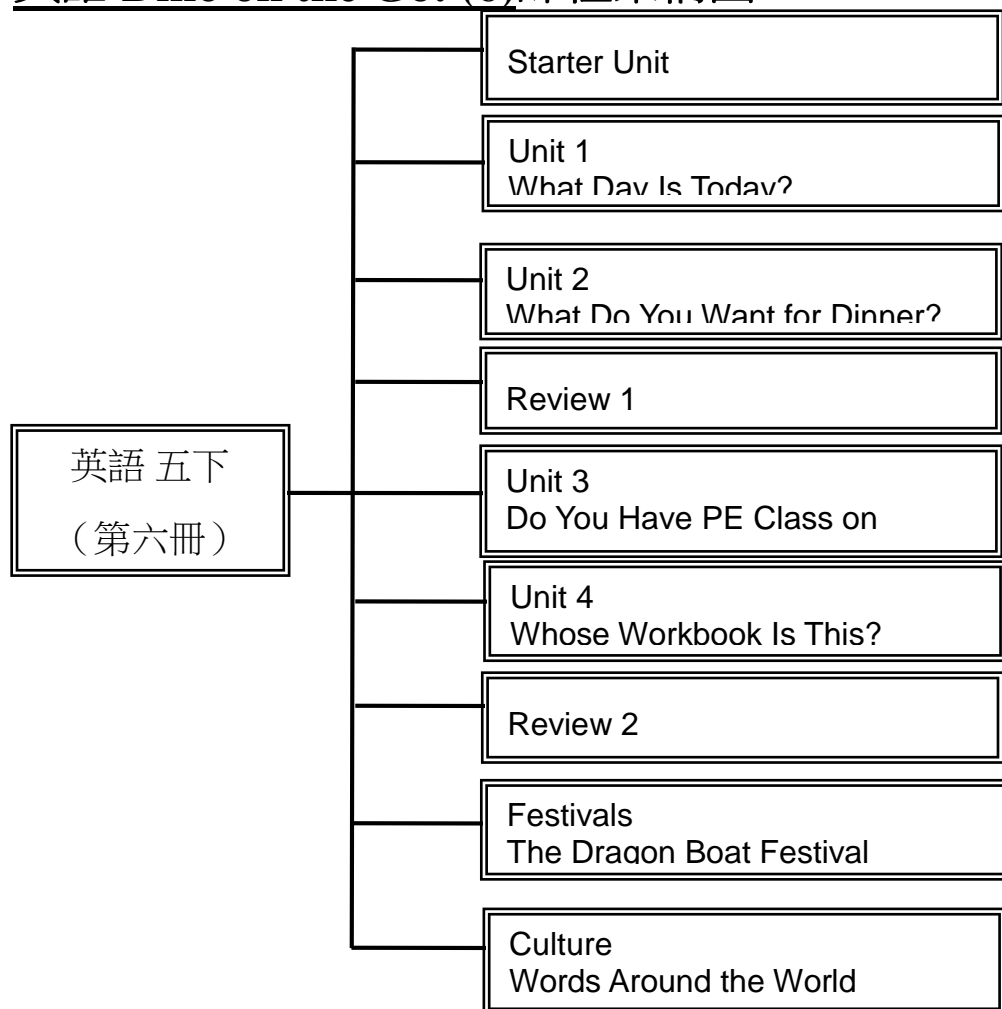 英語 五下
（第六冊）
Starter Unit
Unit 1
What Day Is Today?
Unit 2
What Do You Want for Dinner?
Review 1
Unit 3
Do You Have PE Class on
Unit 4
Whose Workbook Is This?
Review 2
Festivals
The Dragon Boat Festival
Culture
Words Around the World